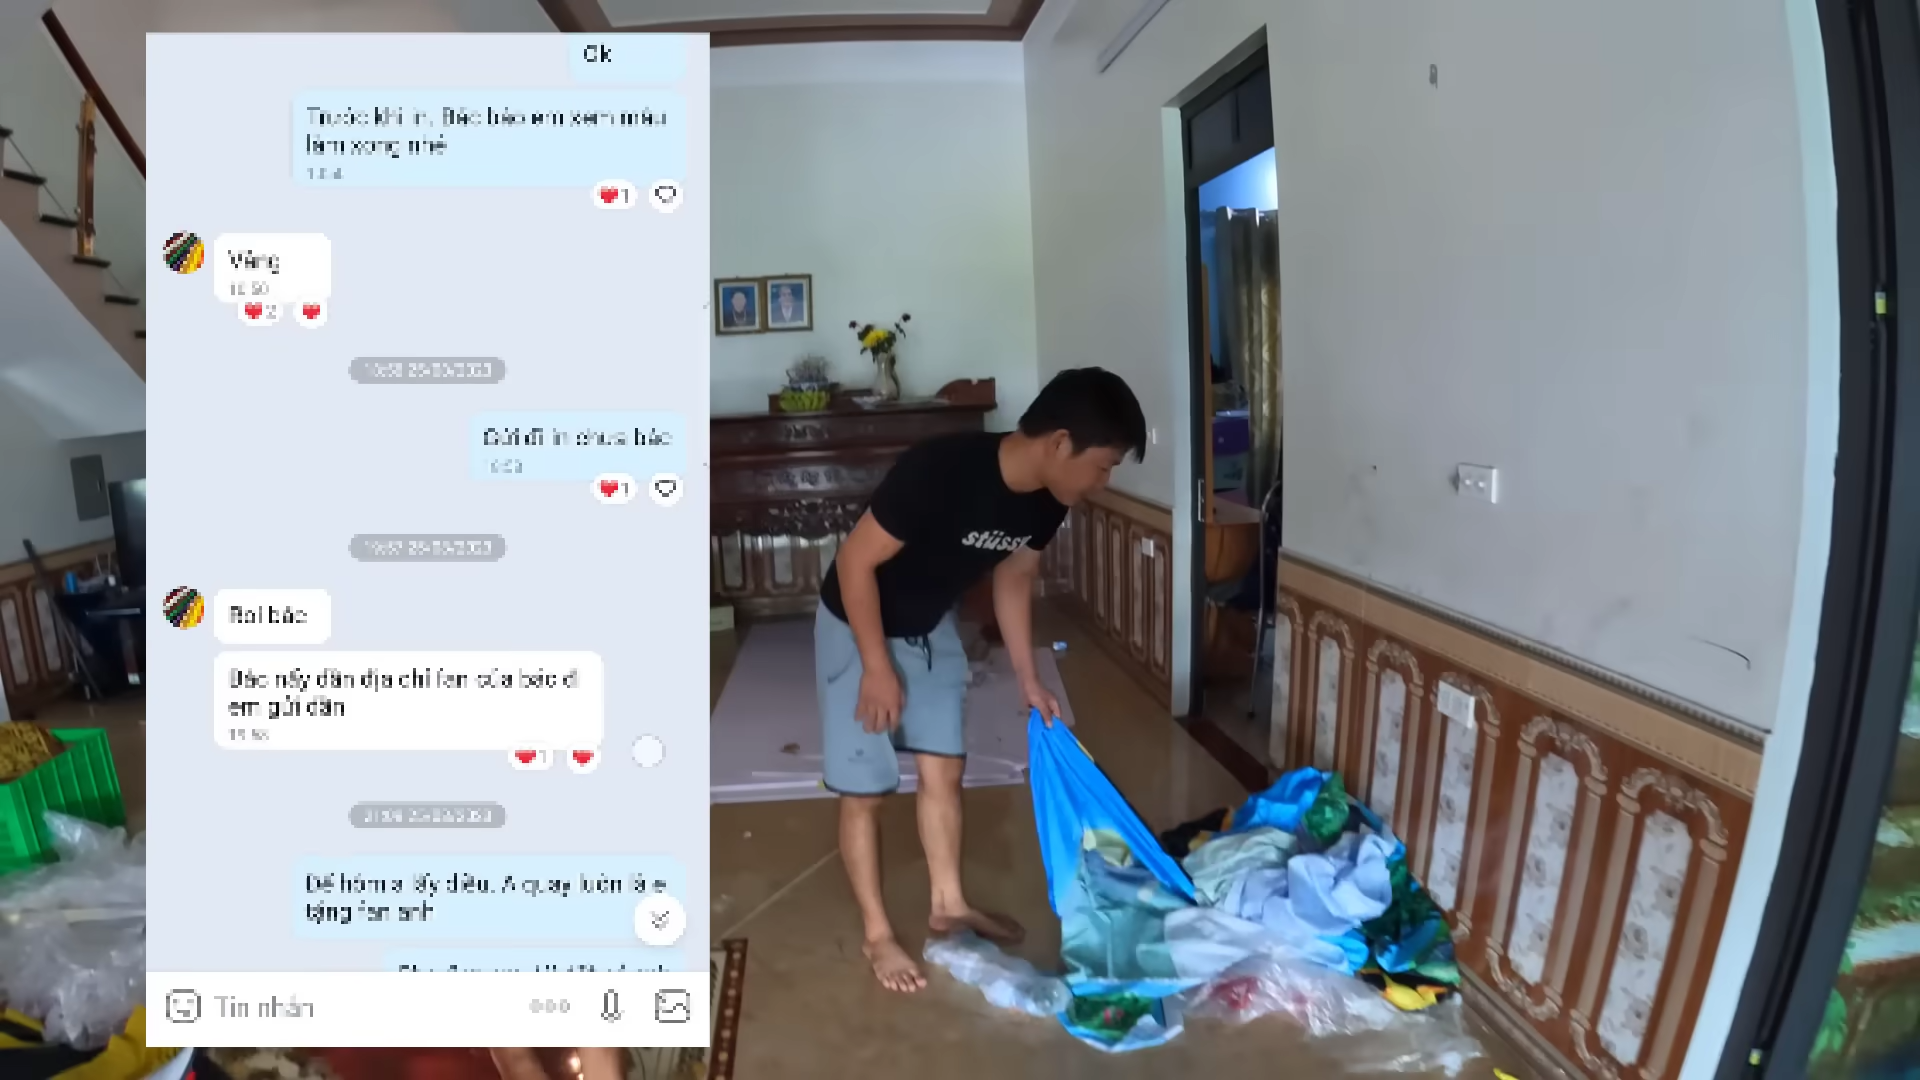 Ok
Trước khi in. Bác báo em xem mẫu
làm xong nhé
Vâng
Gửi đi in chưa bác
Roi bác
Bác nấy dần địa chỉ fan của bác đi
em gửi dần
Để hôm a lấy diều. A quay luôn là e
tặng fan anh
Tin nhắn
stüssy